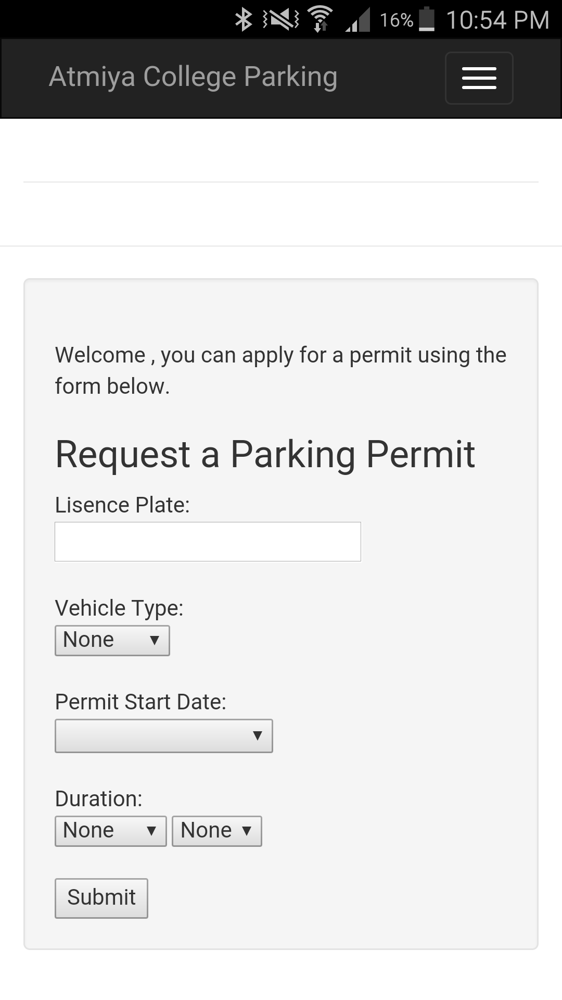 16% 10:54 PM
Atmiya College Parking
Welcome , you can apply for a permit using the
form below.
Request a Parking Permit
Lisence Plate:
Vehicle Type:
None
Permit Start Date:
Duration:
None None
Submit